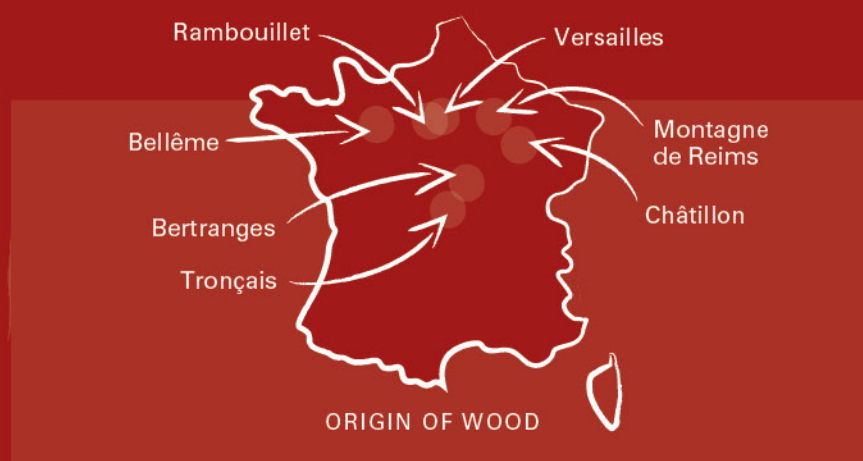 Rambouillet
Versailles
Bellême
Montagne
de Reims
Châtillon
Bertranges
Tronçais
ORIGIN OF WOOD